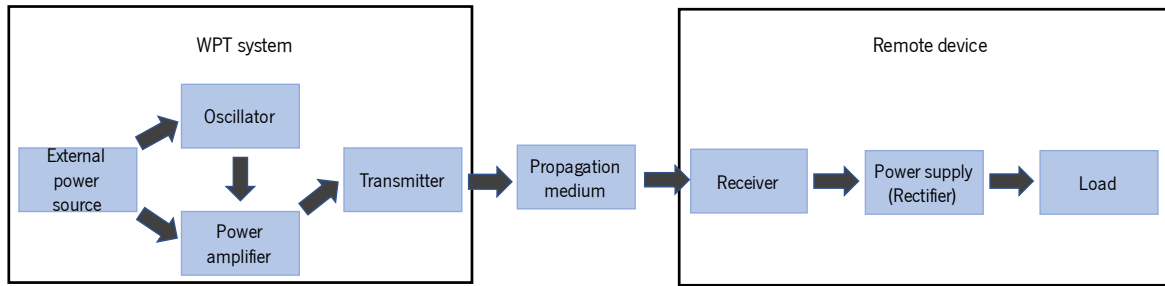 WPT system
Remote device
Oscillator
External
power
source
Power
amplifier
Transmitter
Propagation
medium
Receiver
Power supply
(Rectifier)
Load